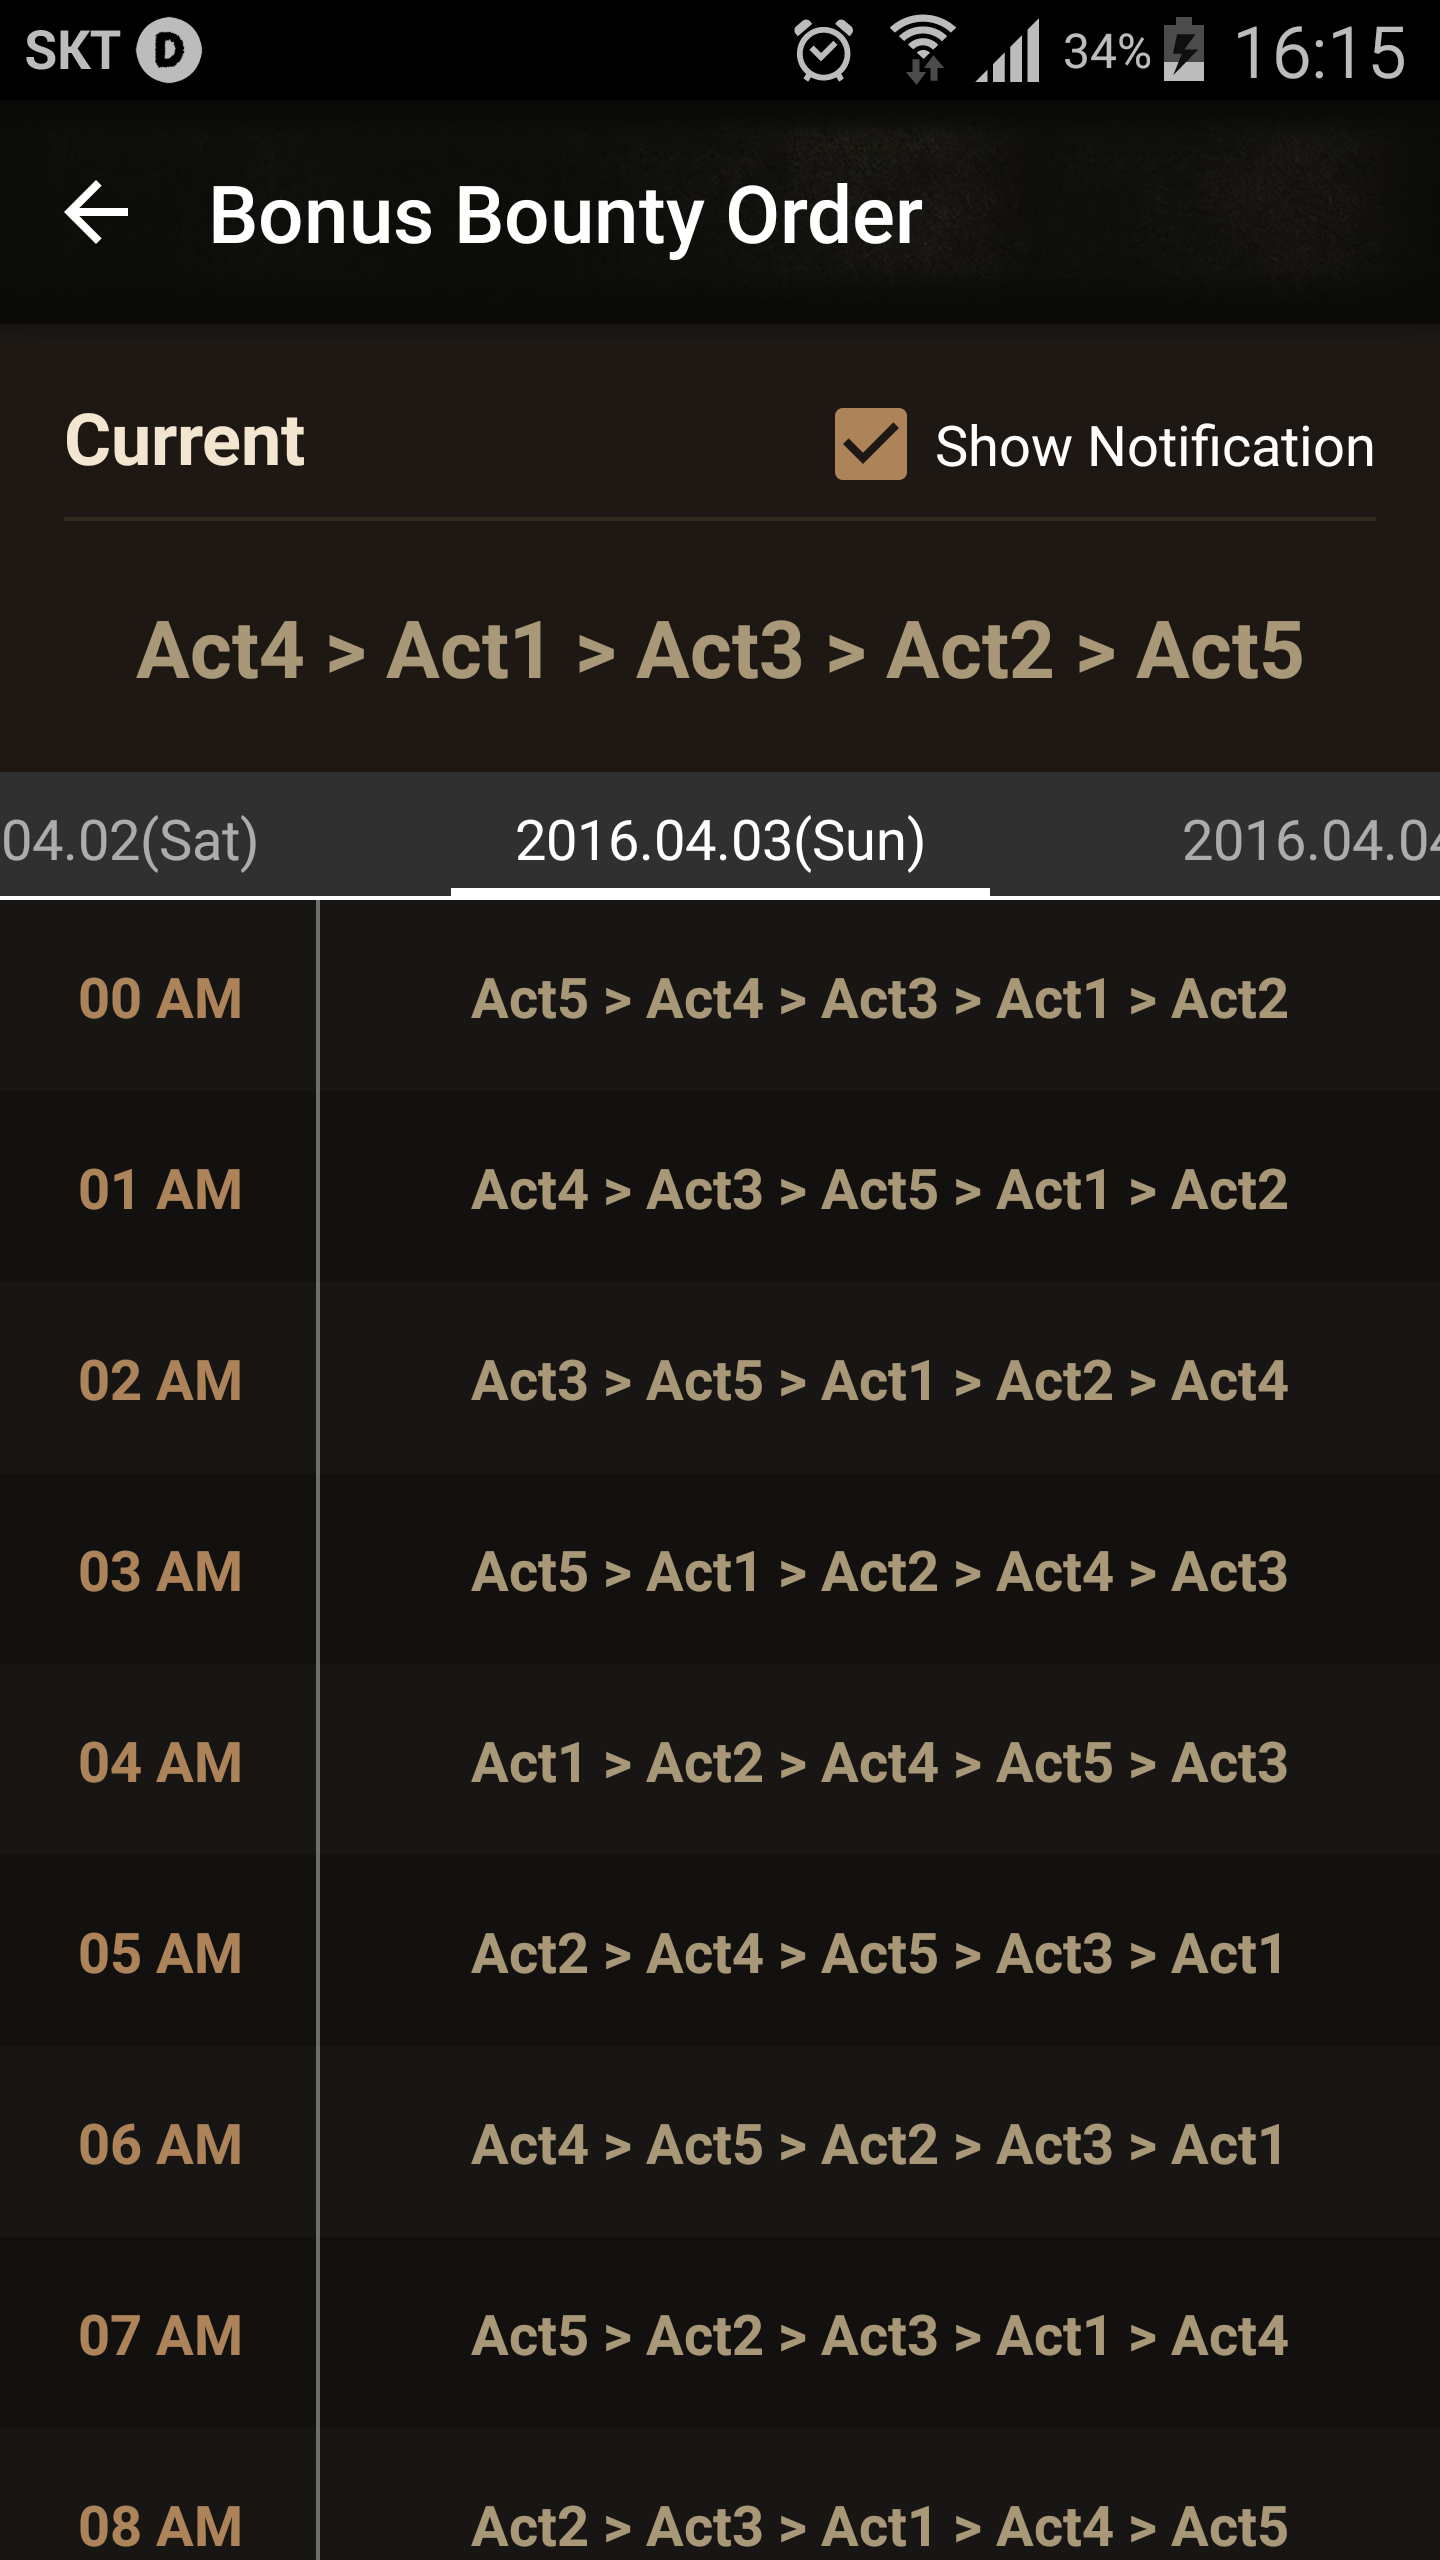 SKT D 34% 16:15
Bonus Bounty Order
Current Show Notification
Act4 > Act1 > Act3 > Act2 > Act5
04.02(Sat) 2016.04.03(Sun) 2016.04.04
00 AM Act5 > Act4 > Act3 > Act1 > Act2
01 AM Act4 > Act3 > Act5 > Act1 > Act2
02 AM Act3 > Act5 > Act1 > Act2 > Act4
03 AM Act5 > Act1 > Act2 > Act4 > Act3
04 AM Act1 > Act2 > Act4 > Act5 > Act3
05 AM Act2 > Act4 > Act5 > Act3 > Act1
06 AM Act4 > Act5 > Act2 > Act3 > Act1
07 AM Act5 > Act2 > Act3 > Act1 > Act4
08 AM Act2 > Act3 > Act1 > Act4 > Act5